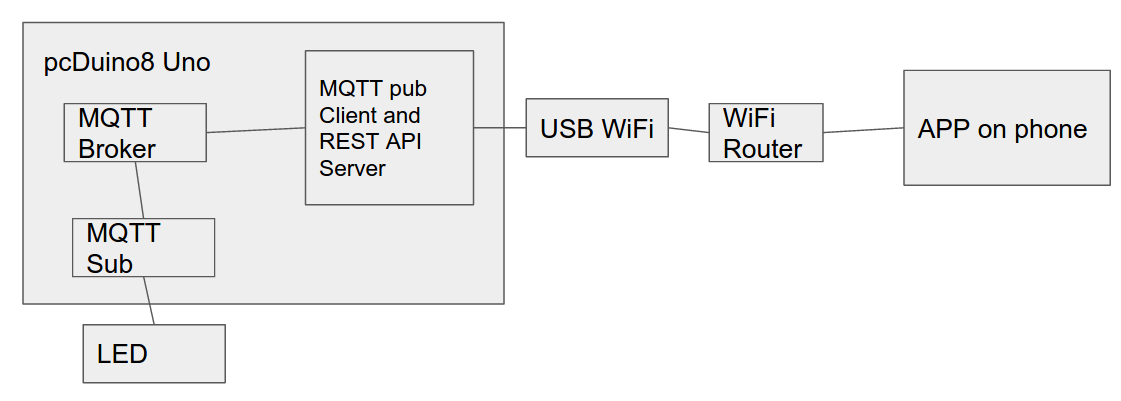 pcDuino8 Uno
MQTT
Broker
MQTT pub
Client and
REST API
Server
USB WiFi
WiFi
Router
APP on phone
MQTT
Sub
LED